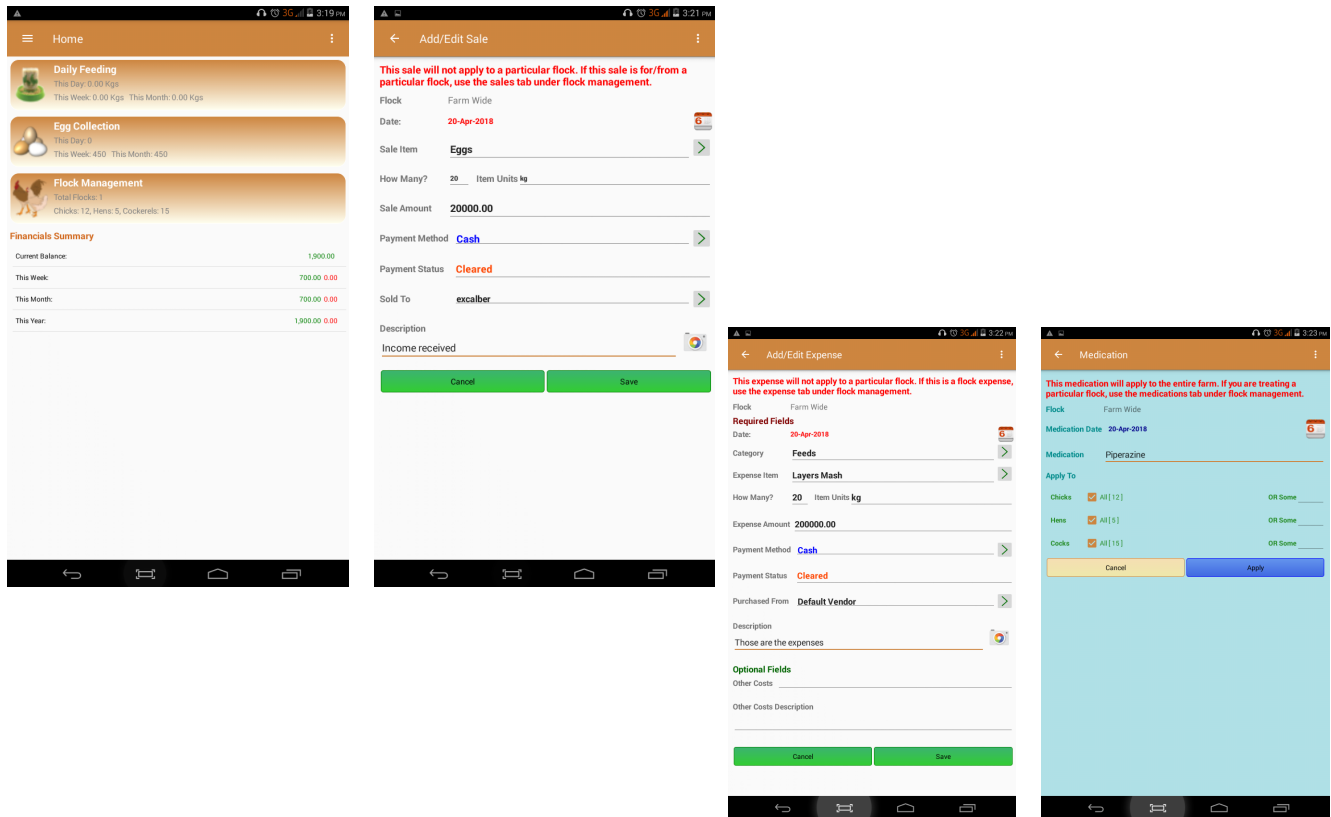 3G 3:19 PM
Home
Daily Feeding
This Day: 0.00 Kgs
This Week: 0.00 Kgs This Month: 0.00 Kgs
Egg Collection
This Day: 0
This Week: 450 This Month: 450
Flock Management
Total Flocks: 1
Chicks: 12, Hens: 5, Cockerels: 15
Financials Summary
Current Balance: 1,900.00
This Week: 700.00 0.00
This Month: 700.00 0.00
This Year: 1,900.00 0.00
3G 3:21 PM
Add/Edit Sale
This sale will not apply to a particular flock. If this sale is for/from a
particular flock, use the sales tab under flock management.
Flock Farm Wide
Date: 20-Apr-2018 6
Sale Item Eggs
How Many? 20 Item Units kg
Sale Amount 20000.00
Payment Method Cash
Payment Status Cleared
Sold To excalber
Description
Income received
Cancel Save
3G 3:22 PM
Add/Edit Expense
This expense will not apply to a particular flock. If this is a flock expense,
use the expense tab under flock management.
Flock Farm Wide
Required Fields
Date: 20-Apr-2018 6
Category Feeds
Expense Item Layers Mash
How Many? 20 Item Units kg
Expense Amount 200000.00
Payment Method Cash
Payment Status Cleared
Purchased From Default Vendor
Description
Those are the expenses
Optional Fields
Other Costs
Other Costs Description
Cancel Save
3G 3:23 PM
Medication
This medication will apply to the entire farm. If you are treating a
particular flock, use the medications tab under flock management.
Flock Farm Wide
Medication Date 20-Apr-2018 6
Medication Piperazine
Apply To
Chicks All [ 12 ] OR Some
Hens All [ 5 ] OR Some
Cocks All [ 15 ] OR Some
Cancel Apply